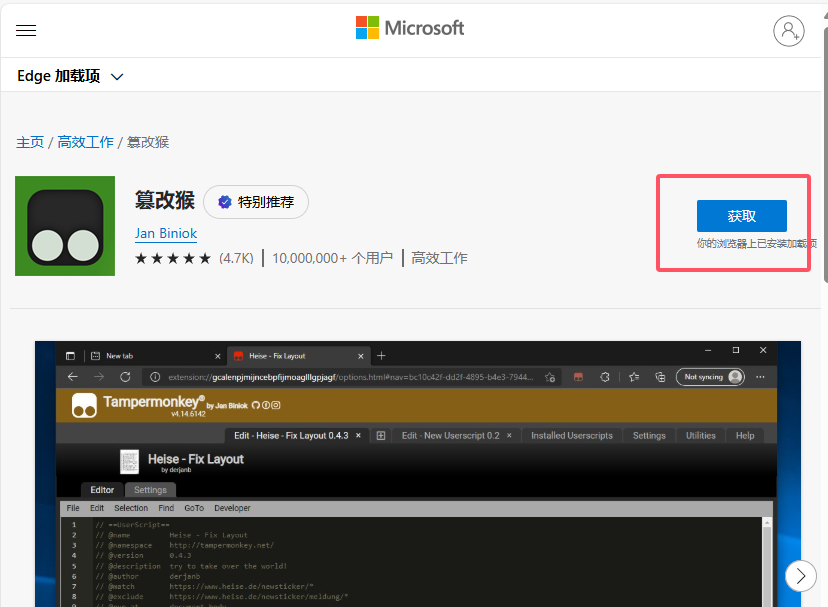 Microsoft
Edge 加载项
主页 / 高效工作 / 篡改猴
篡改猴
特别推荐
Jan Biniok
★★★★★ (4.7K) | 10,000,000+ 个用户 | 高效工作
获取
你的浏览器上已安装加载项
New tab
Heise - Fix Layout
extension://gcalenpjmijncebpfijmoaglllgpjagf/options.html#nav=bc10c42f-dd2f-4895-b4e3-7944...
Not syncing
Tampermonkey® by Jan Biniok
v4.14.6142
Edit - Heise - Fix Layout 0.4.3
Edit - New Userscript 0.2
Installed Userscripts
Settings
Utilities
Help
Heise - Fix Layout
by derjanb
Editor
Settings
File Edit Selection Find GoTo Developer
1 // ==UserScript==
2 // @name Heise - Fix Layout
3 // @namespace http://tampermonkey.net/
4 // @version 0.4.3
5 // @description try to take over the world!
6 // @author derjanb
7 // @match https://www.heise.de/newsticker/*
8 // @exclude https://www.heise.de/newsticker/meldung/*